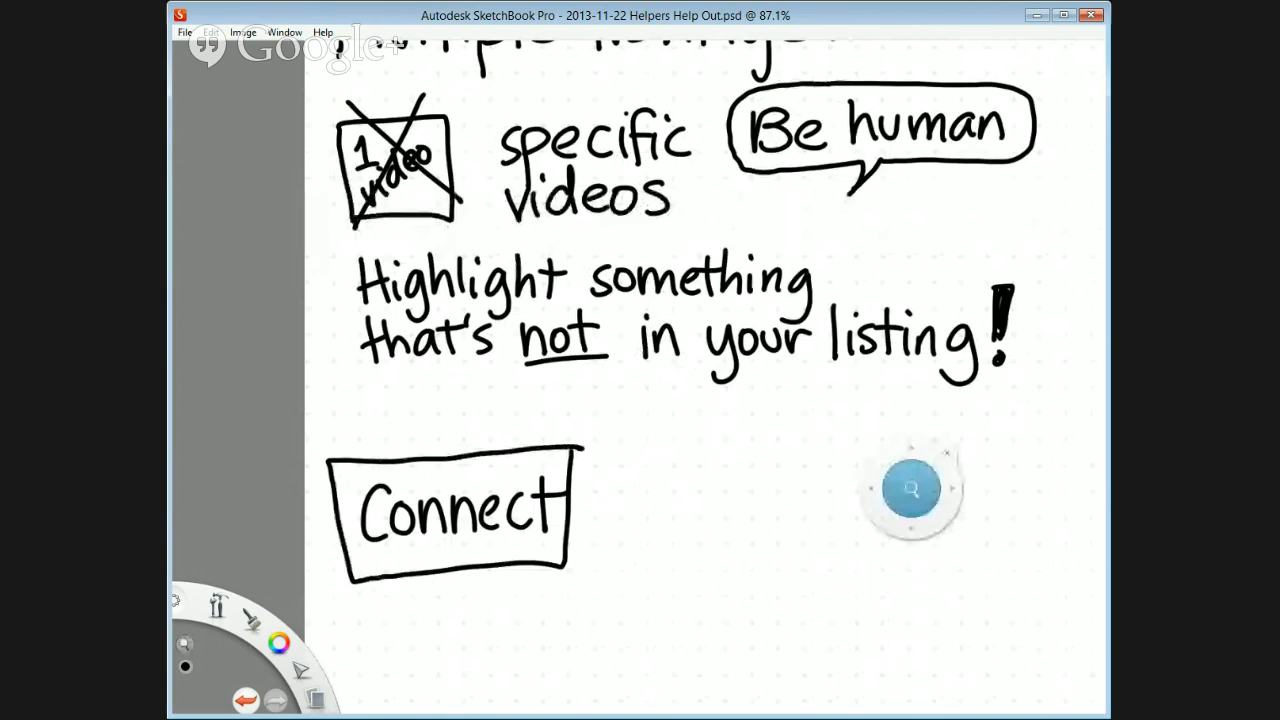 Autodesk SketchBook Pro - 2013-11-22 Helpers Help Out.psd @ 87.1%
File Edit Image Window Help
Google+
1 video
specific
videos
Be human
Highlight something
that's not in your listing!
Connect